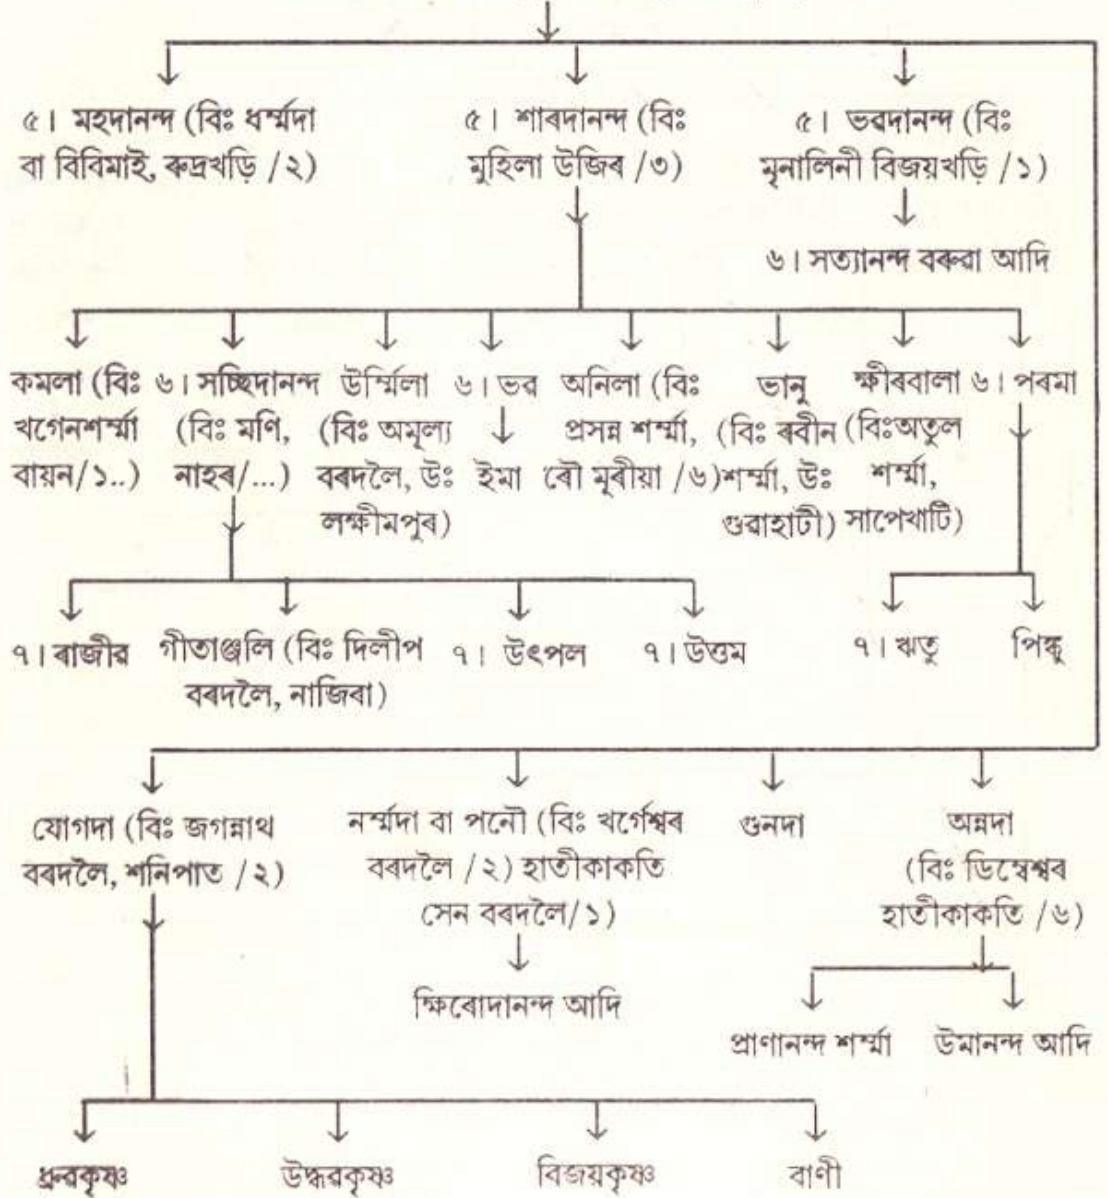 ৫। মহদানন্দ (বিঃ ধৰ্ম্মদা
বা বিবিমাই, ৰুদ্ৰখড়ি /২)
৫। শাৰদানন্দ (বিঃ
মুহিলা উজিৰ /৩)
৫। ভৱদানন্দ (বিঃ
মৃনালিনী বিজয়খড়ি /১)
৬। সত্যানন্দ বৰুৱা আদি
কমলা (বিঃ
খগেনশৰ্ম্মা
বায়ন/১..)
৬। সচ্ছিদানন্দ
(বিঃ মণি,
নাহৰ/...)
উৰ্ম্মিলা
(বিঃ অমূল্য
বৰদলৈ, উঃ
লক্ষীমপুৰ)
৬। ভৱ
ইমা
অনিলা (বিঃ
প্ৰসন্ন শৰ্ম্মা,
ৰৌ মূৰীয়া /৬)
ভানু
(বিঃ ৰবীন
শৰ্ম্মা, উঃ
গুৱাহাটী)
ক্ষীৰবালা
(বিঃঅতুল
শৰ্ম্মা,
সাপেখাটি)
৬। পৰমা
৭। ৰাজীৱ
গীতাঞ্জলি (বিঃ দিলীপ
বৰদলৈ, নাজিৰা)
৭। উৎপল
৭। উত্তম
৭। ঋতু
পিঙ্কু
যোগদা (বিঃ জগন্নাথ
বৰদলৈ, শনিপাত /২)
নৰ্ম্মদা বা পনৌ (বিঃ খৰ্গেশ্বৰ
বৰদলৈ /২) হাতীকাকতি
সেন বৰদলৈ/১)
গুনদা
অন্নদা
(বিঃ ডিম্বেশ্বৰ
হাতীকাকতি /৬)
ক্ষিৰোদানন্দ আদি
প্ৰাণানন্দ শৰ্ম্মা
উমানন্দ আদি
ধ্ৰুৱকৃষ্ণ
উদ্ধৱকৃষ্ণ
বিজয়কৃষ্ণ
বাণী